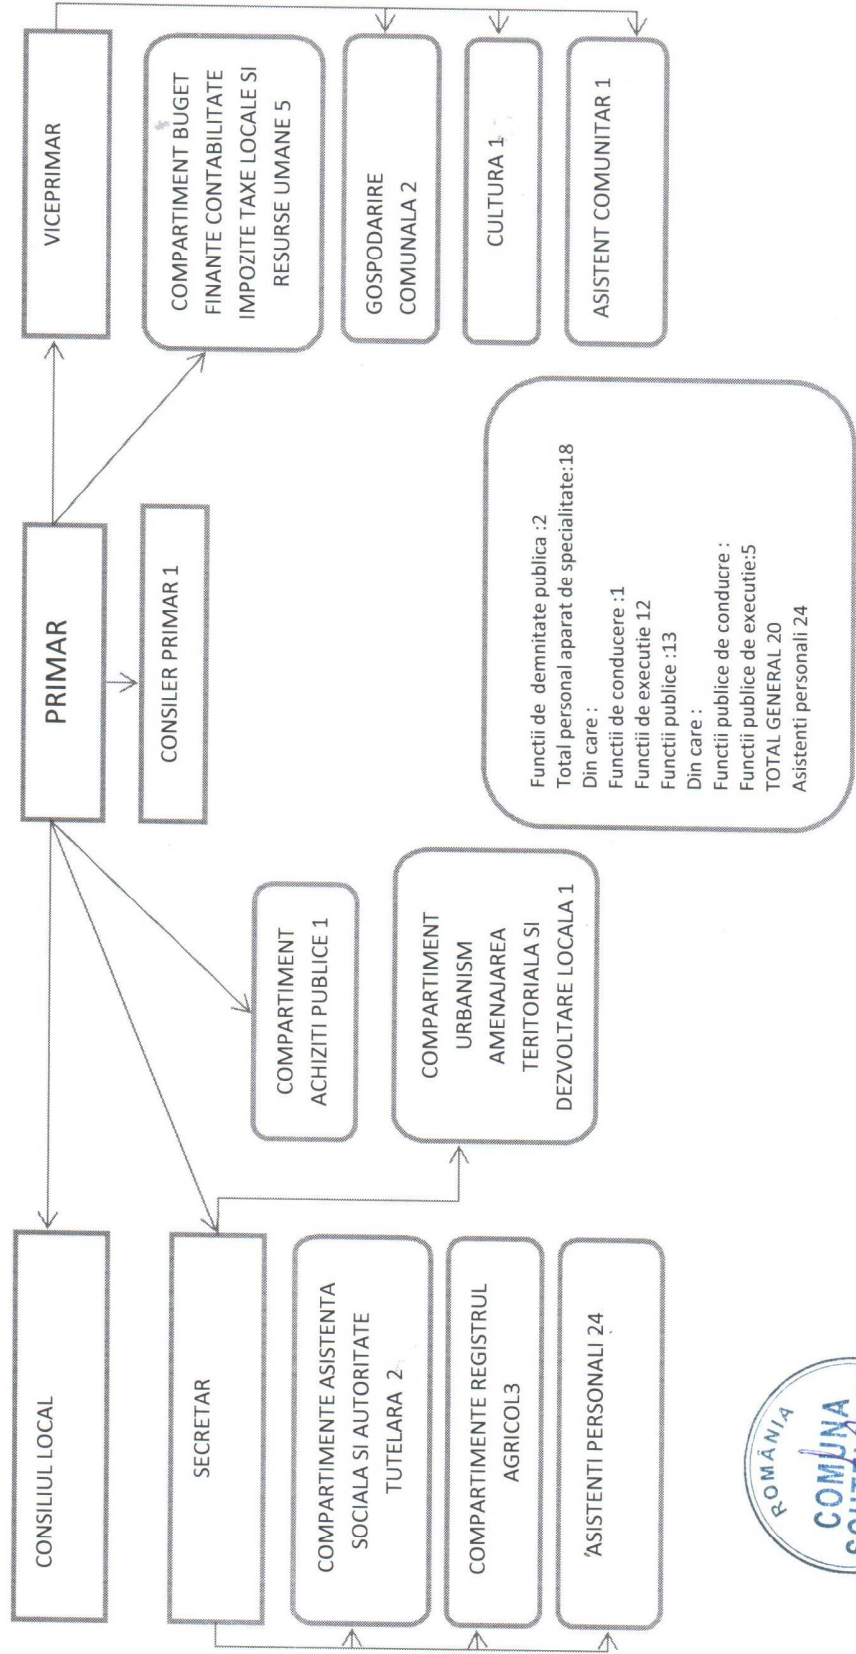 CONSILIUL LOCAL
PRIMAR
VICEPRIMAR
CONSILER PRIMAR 1
SECRETAR
COMPARTIMENT BUGET
FINANTE CONTABILITATE
IMPOZITE TAXE LOCALE SI
RESURSE UMANE 5
COMPARTIMENT
ACHIZITI PUBLICE 1
COMPARTIMENTE ASISTENTA
SOCIALA SI AUTORITATE
TUTELARA 2
GOSPODARIRE
COMUNALA 2
COMPARTIMENT
URBANISM
AMENAJAREA
TERITORIALA SI
DEZVOLTARE LOCALA 1
COMPARTIMENTE REGISTRUL
AGRICOL3
CULTURA 1
ASISTENTI PERSONALI 24
ASISTENT COMUNITAR 1
Functii de demnitate publica :2
Total personal aparat de specialitate:18
Din care :
Functii de conducere :1
Functii de executie 12
Functii publice :13
Din care :
Functii publice de conducre :
Functii publice de executie:5
TOTAL GENERAL 20
Asistenti personali 24
ROMÂNIA
COMUNA